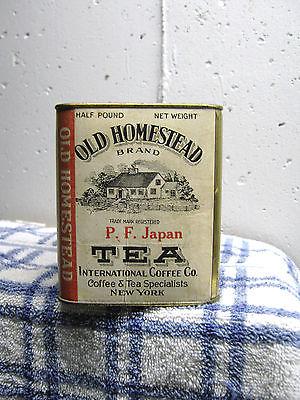 HALF POUND NET WEIGHT
OLD HOMESTEAD
BRAND
TRADE MARK REGISTERED
P. F. Japan
TEA
INTERNATIONAL COFFEE CO.
Coffee & Tea Specialists
NEW YORK
OLD HOMESTEAD